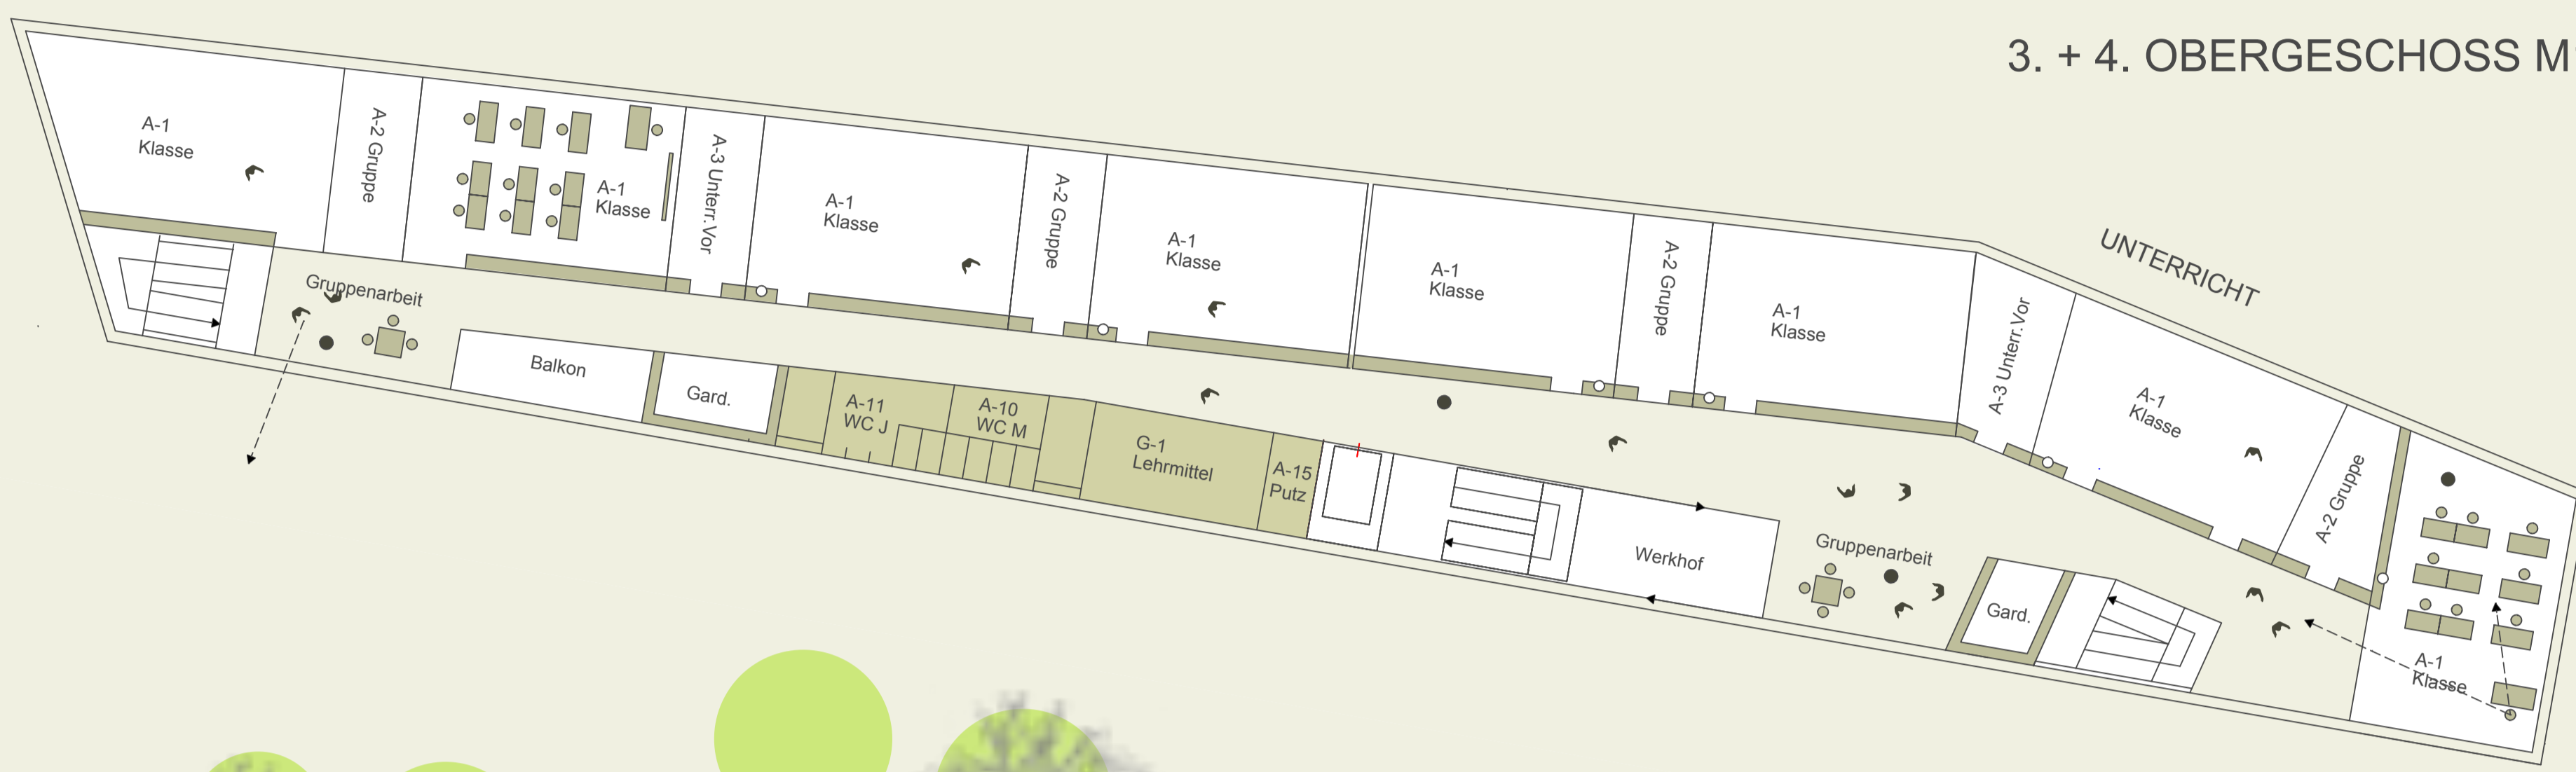 3. + 4. OBERGESCHOSS M
UNTERRICHT
A-1
Klasse
A-2 Gruppe
A-1
Klasse
A-3 Unterr.Vor
A-1
Klasse
A-2 Gruppe
A-1
Klasse
A-1
Klasse
A-2 Gruppe
A-1
Klasse
A-3 Unterr.Vor
A-1
Klasse
A-2 Gruppe
A-1
Klasse
Gruppenarbeit
Balkon
Gard.
A-11
WC J
A-10
WC M
G-1
Lehrmittel
A-15
Putz
Werkhof
Gruppenarbeit
Gard.